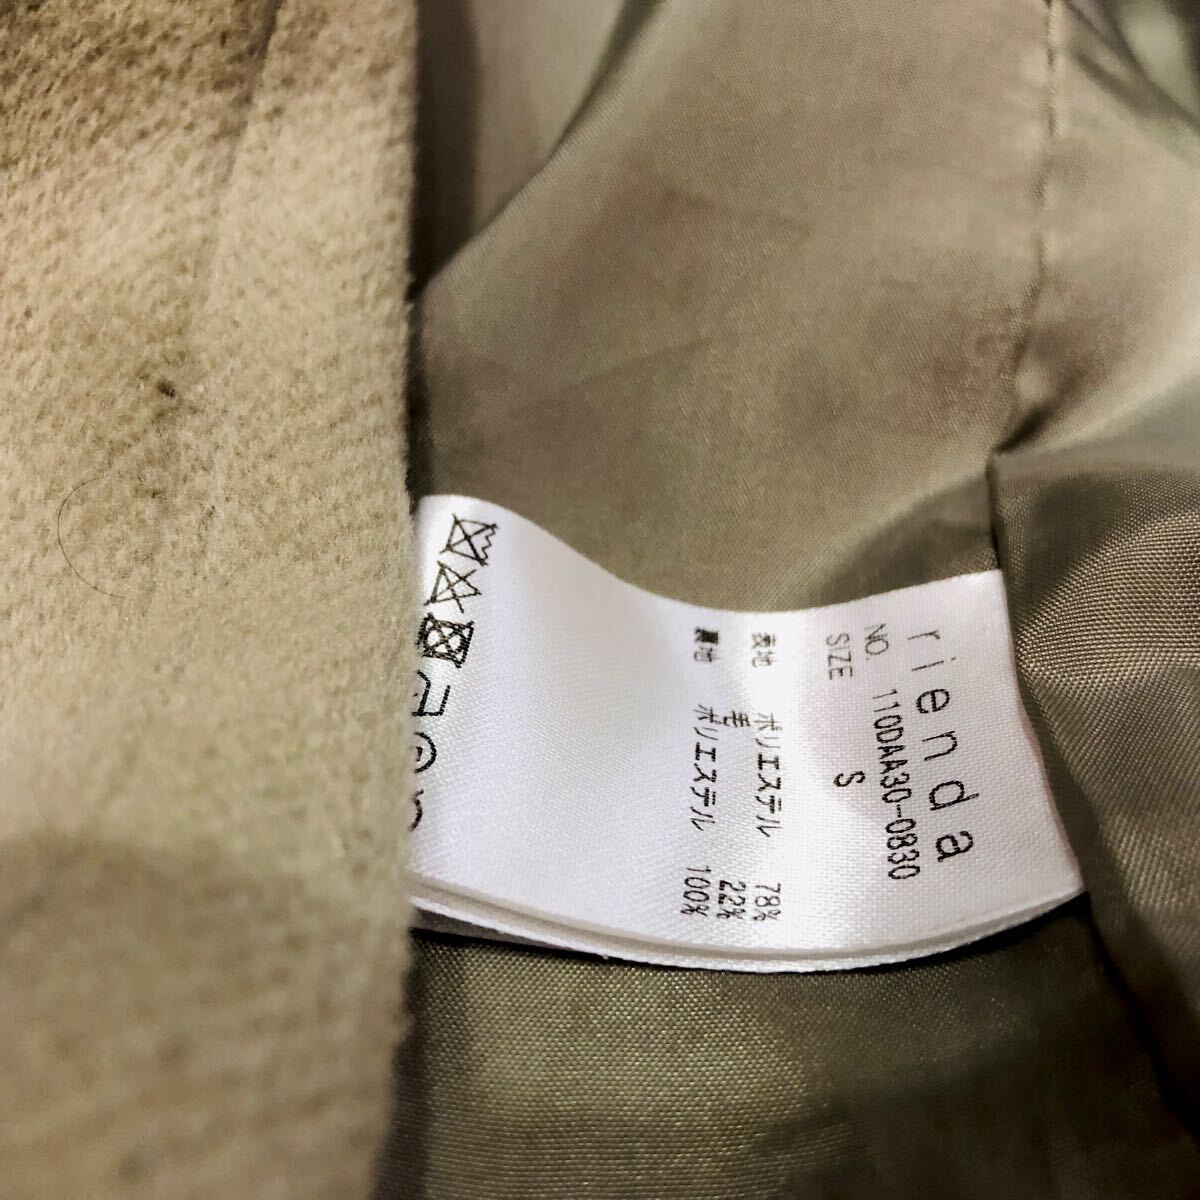 rienda
NO. 110DAA30-0830
SIZE S
表地 ポリエステル 78%
毛 22%
裏地 ポリエステル 100%